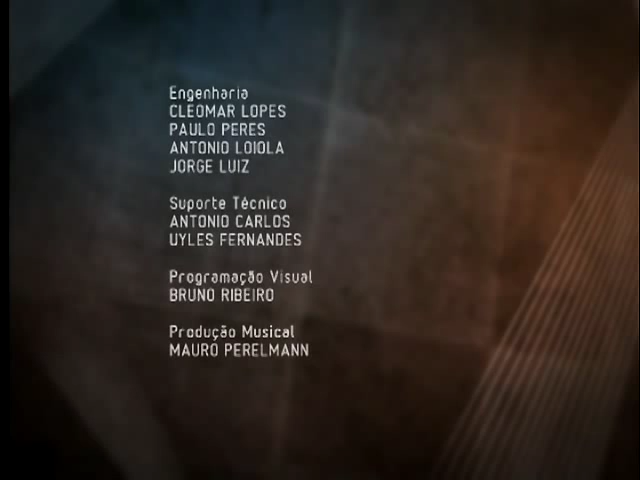 Engenharia
CLEOMAR LOPES
PAULO PERES
ANTONIO LOIOLA
JORGE LUIZ
Suporte Técnico
ANTONIO CARLOS
UYLES FERNANDES
Programação Visual
BRUNO RIBEIRO
Produção Musical
MAURO PERELMANN